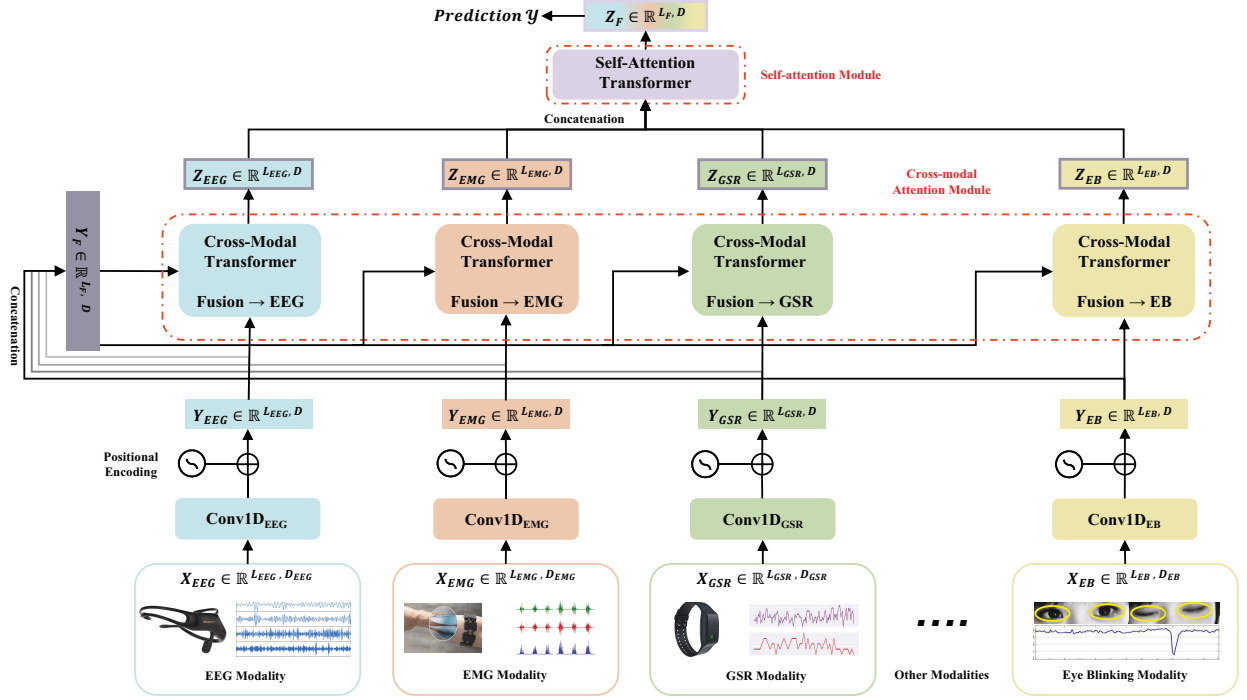 Prediction 𝒴
Z_F ∈ ℝ^{L_F, D}
Self-Attention
Transformer
Self-attention Module
Concatenation
Z_EEG ∈ ℝ^{L_EEG, D}
Z_EMG ∈ ℝ^{L_EMG, D}
Z_GSR ∈ ℝ^{L_GSR, D}
Z_EB ∈ ℝ^{L_EB, D}
Cross-modal
Attention Module
Y_F ∈ ℝ^{L_F, D}
Concatenation
Cross-Modal
Transformer
Fusion → EEG
Cross-Modal
Transformer
Fusion → EMG
Cross-Modal
Transformer
Fusion → GSR
Cross-Modal
Transformer
Fusion → EB
Y_EEG ∈ ℝ^{L_EEG, D}
Y_EMG ∈ ℝ^{L_EMG, D}
Y_GSR ∈ ℝ^{L_GSR, D}
Y_EB ∈ ℝ^{L_EB, D}
Positional
Encoding
Conv1D_EEG
Conv1D_EMG
Conv1D_GSR
Conv1D_EB
X_EEG ∈ ℝ^{L_EEG, D_EEG}
EEG Modality
X_EMG ∈ ℝ^{L_EMG, D_EMG}
EMG Modality
X_GSR ∈ ℝ^{L_GSR, D_GSR}
GSR Modality
....
Other Modalities
X_EB ∈ ℝ^{L_EB, D_EB}
Eye Blinking Modality